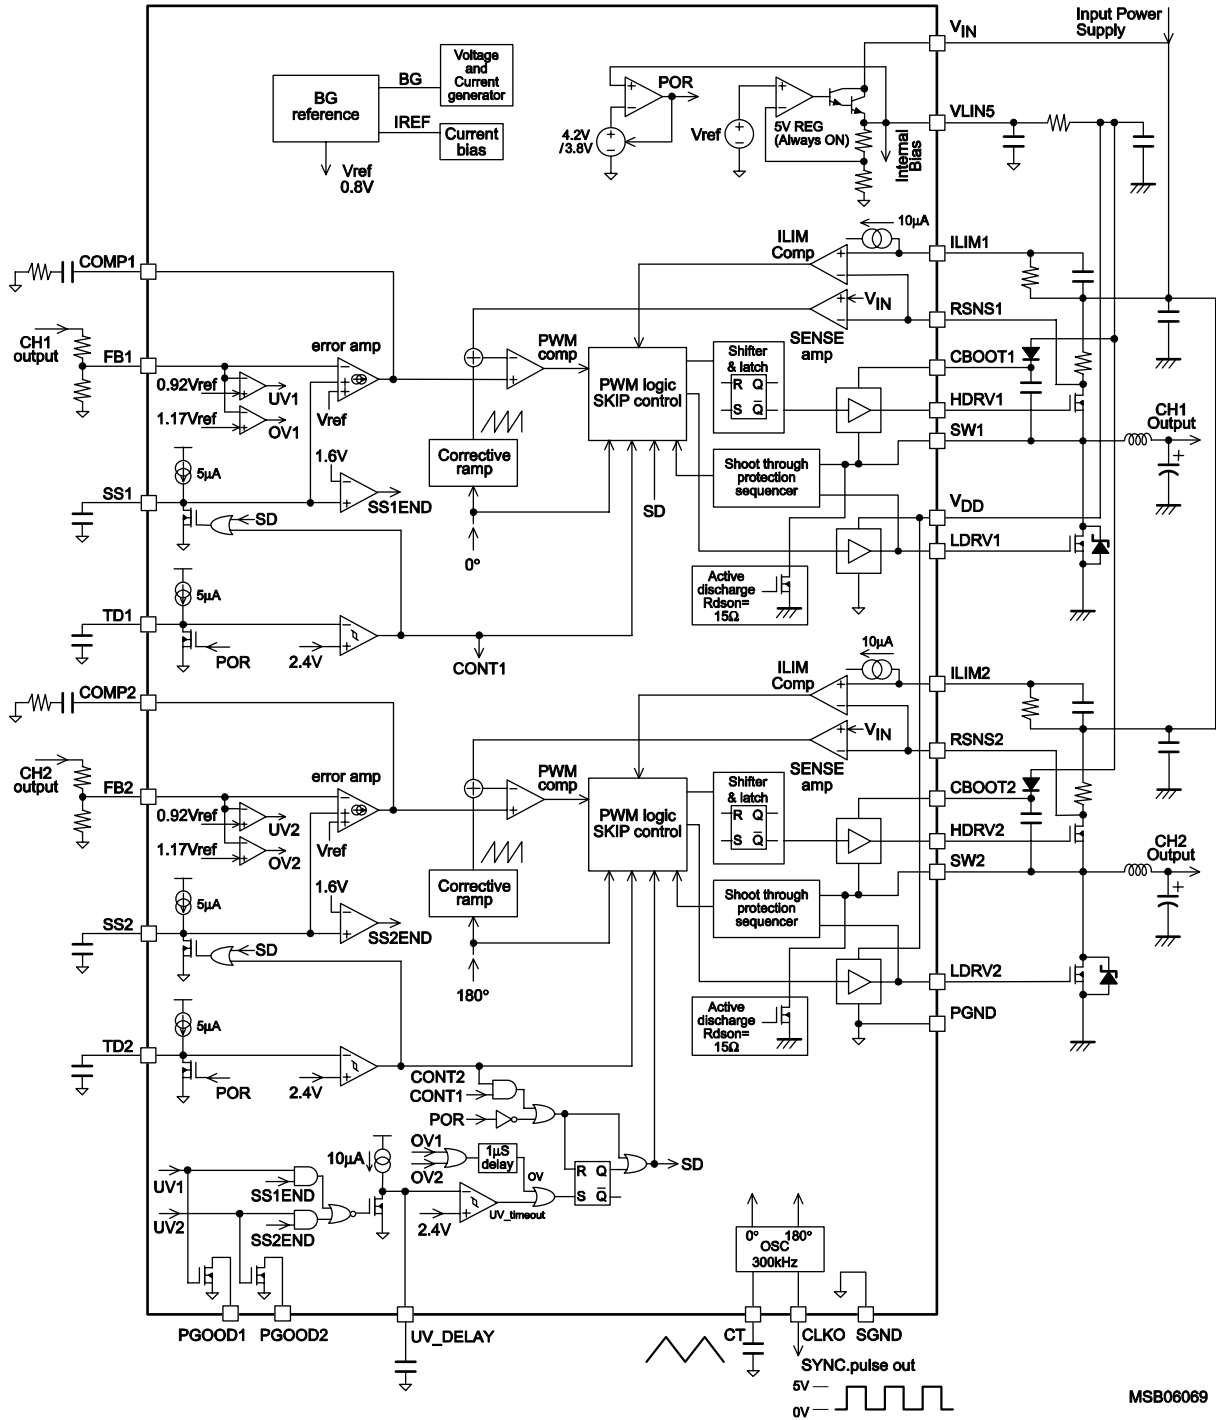 Input Power
Supply
VIN
BG
reference
BG
IREF
Voltage
and
Current
generator
Current
bias
Vref
0.8V
POR
4.2V
/3.8V
Vref
5V REG
(Always ON)
Internal
Bias
VLIN5
10µA
ILIM
Comp
ILIM1
COMP1
VIN
SENSE
amp
RSNS1
CH1
output
FB1
error amp
0.92Vref
UV1
1.17Vref
OV1
Vref
PWM
comp
PWM logic
SKIP control
Shifter
& latch
R Q
S Q̅
CBOOT1
HDRV1
SW1
CH1
Output
5µA
1.6V
SS1
SS1END
SD
Corrective
ramp
0°
SD
Shoot through
protection
sequencer
VDD
LDRV1
Active
discharge
Rdson=
15Ω
5µA
TD1
POR
2.4V
CONT1
10µA
ILIM
Comp
ILIM2
COMP2
VIN
SENSE
amp
RSNS2
CH2
output
FB2
error amp
0.92Vref
UV2
1.17Vref
OV2
Vref
PWM
comp
PWM logic
SKIP control
Shifter
& latch
R Q
S Q̅
CBOOT2
HDRV2
SW2
CH2
Output
5µA
1.6V
SS2
SS2END
SD
Corrective
ramp
180°
Shoot through
protection
sequencer
LDRV2
PGND
Active
discharge
Rdson=
15Ω
5µA
TD2
POR
2.4V
CONT2
CONT1
POR
OV1
OV2
1µS
delay
OV
R Q
S Q̅
SD
10µA
UV1
SS1END
UV2
SS2END
2.4V
UV_timeout
0° 180°
OSC
300kHz
PGOOD1
PGOOD2
UV_DELAY
CT
CLKO
SGND
SYNC.pulse out
5V
0V
MSB06069